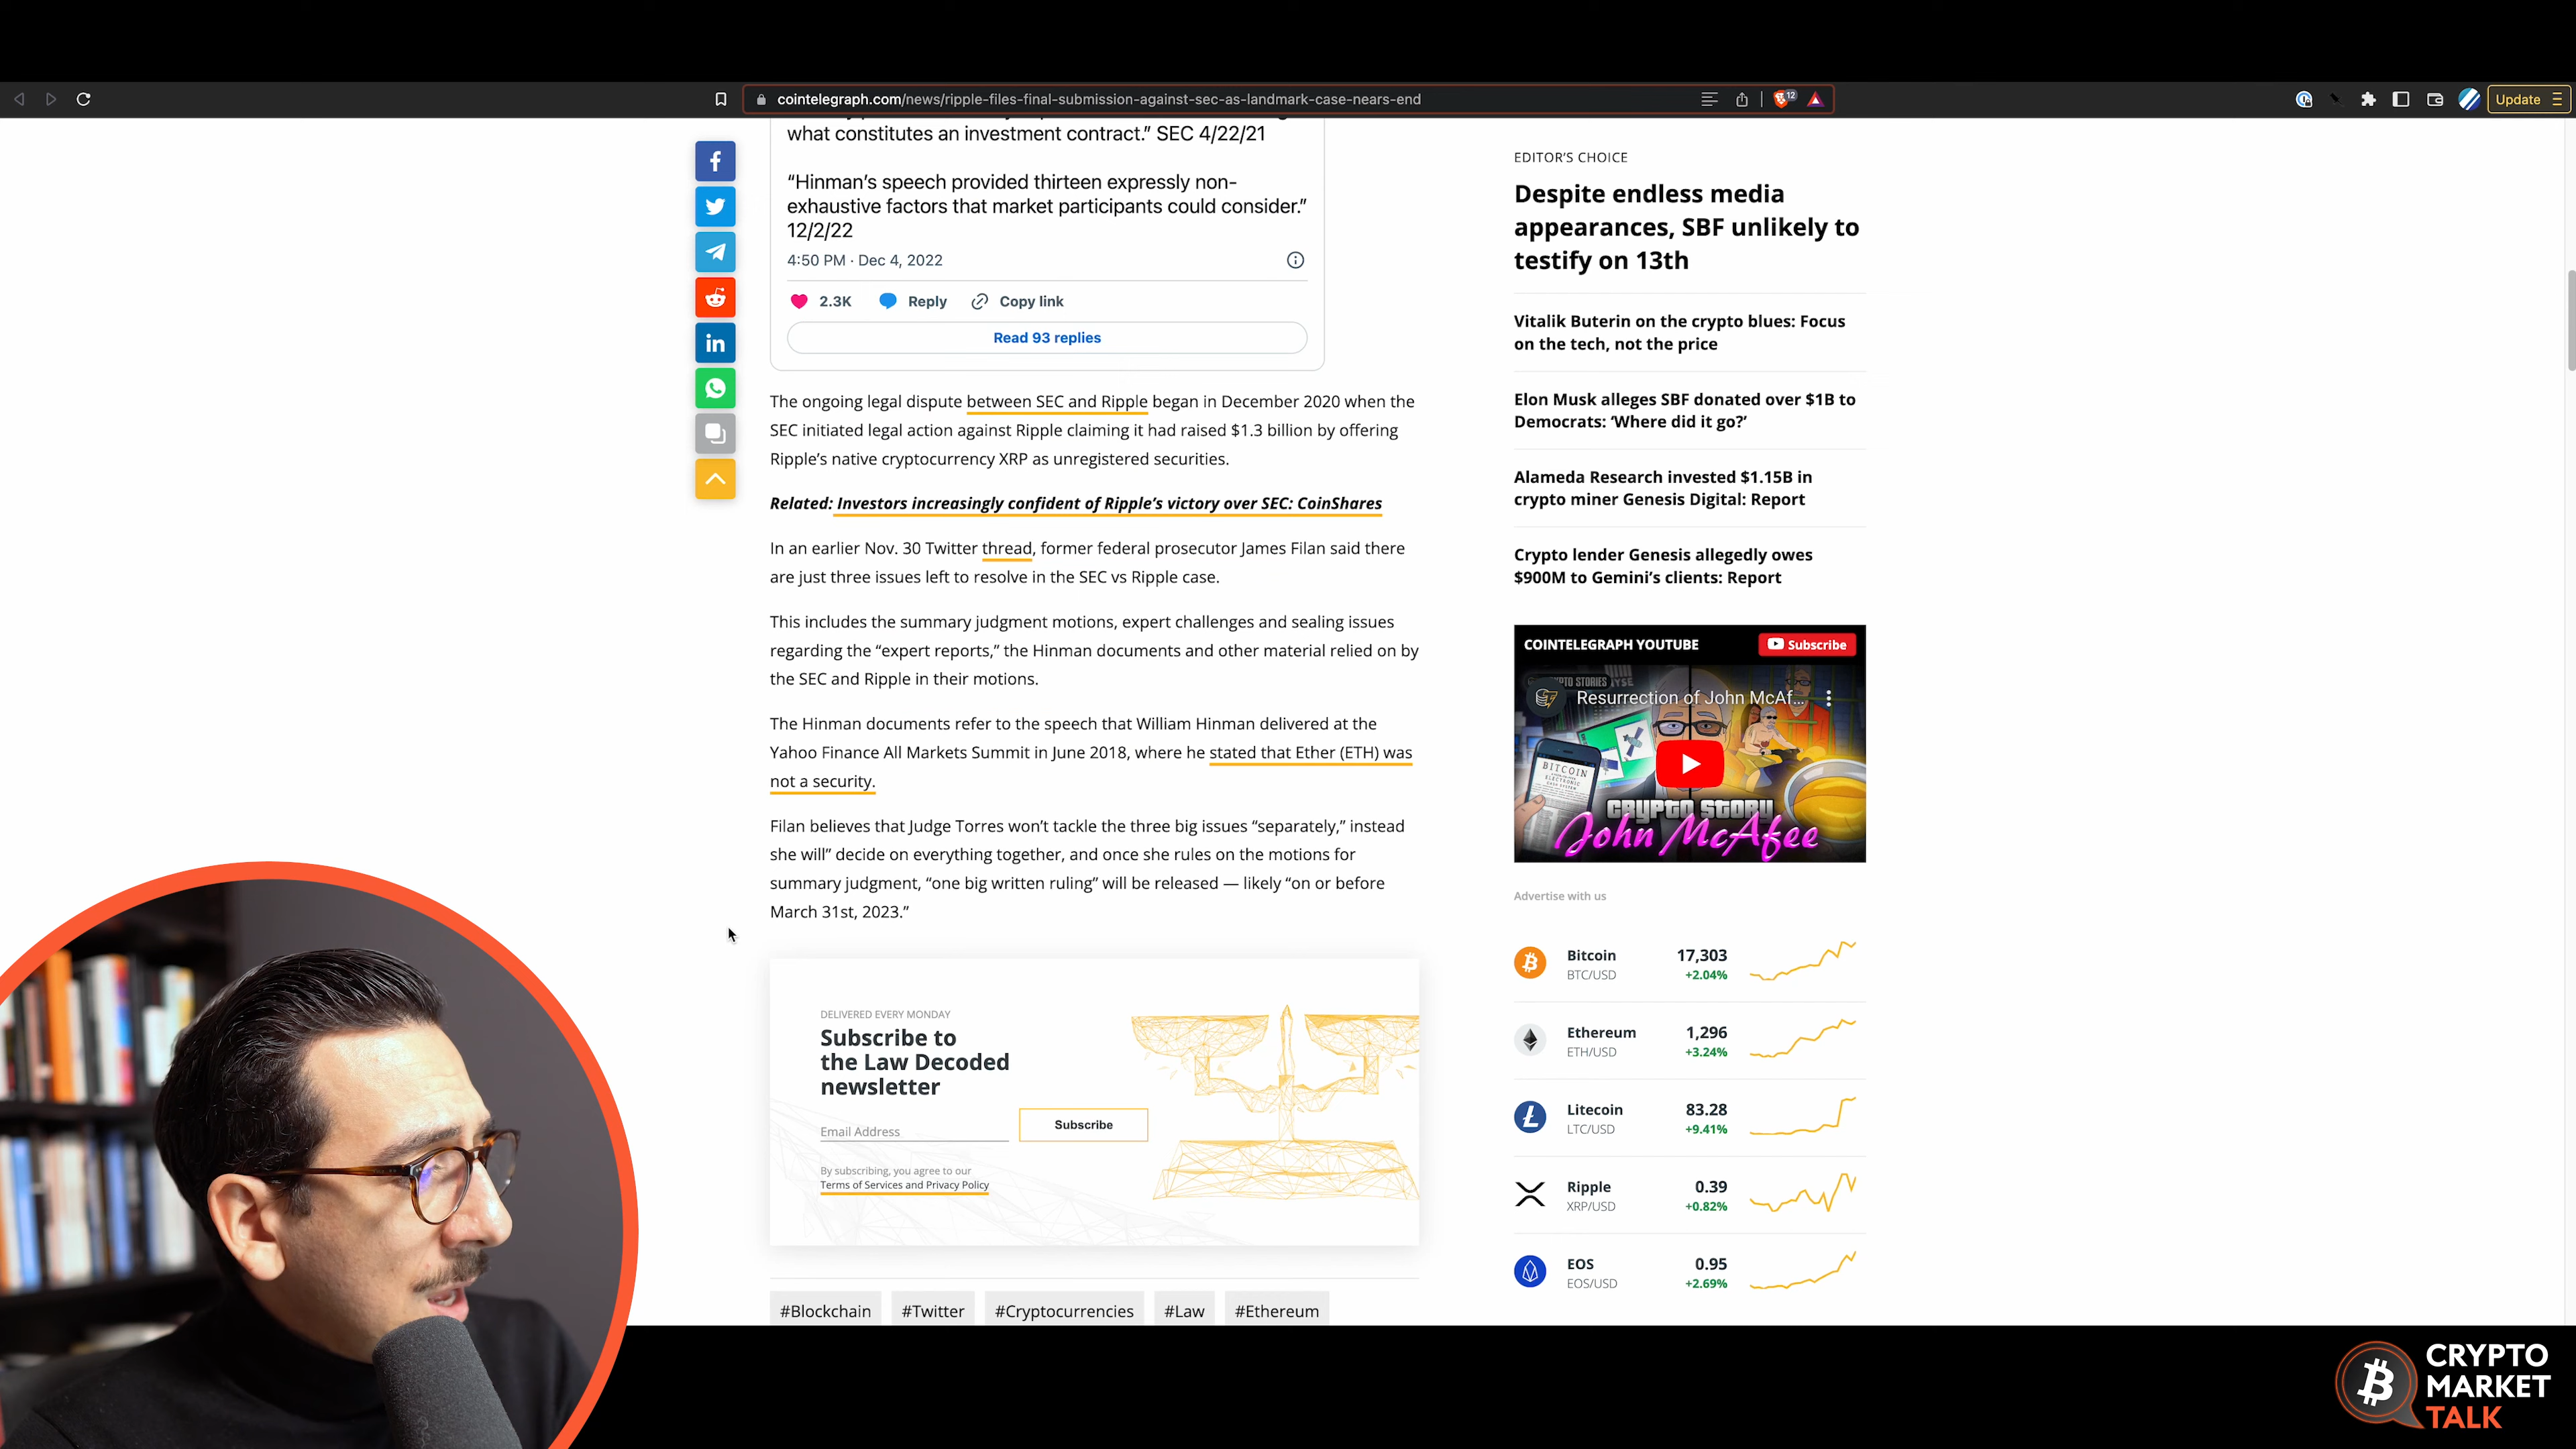 cointelegraph.com/news/ripple-files-final-submission-against-sec-as-landmark-case-nears-end
12
Update
what constitutes an investment contract.” SEC 4/22/21
“Hinman’s speech provided thirteen expressly non-
exhaustive factors that market participants could consider.”
12/2/22
4:50 PM · Dec 4, 2022
2.3K Reply Copy link
Read 93 replies
The ongoing legal dispute between SEC and Ripple began in December 2020 when the
SEC initiated legal action against Ripple claiming it had raised $1.3 billion by offering
Ripple’s native cryptocurrency XRP as unregistered securities.
Related: Investors increasingly confident of Ripple’s victory over SEC: CoinShares
In an earlier Nov. 30 Twitter thread, former federal prosecutor James Filan said there
are just three issues left to resolve in the SEC vs Ripple case.
This includes the summary judgment motions, expert challenges and sealing issues
regarding the “expert reports,” the Hinman documents and other material relied on by
the SEC and Ripple in their motions.
The Hinman documents refer to the speech that William Hinman delivered at the
Yahoo Finance All Markets Summit in June 2018, where he stated that Ether (ETH) was
not a security.
Filan believes that Judge Torres won’t tackle the three big issues “separately,” instead
she will” decide on everything together, and once she rules on the motions for
summary judgment, “one big written ruling” will be released — likely “on or before
March 31st, 2023.”
DELIVERED EVERY MONDAY
Subscribe to
the Law Decoded
newsletter
Email Address
Subscribe
By subscribing, you agree to our
Terms of Services and Privacy Policy
#Blockchain #Twitter #Cryptocurrencies #Law #Ethereum
EDITOR’S CHOICE
Despite endless media
appearances, SBF unlikely to
testify on 13th
Vitalik Buterin on the crypto blues: Focus
on the tech, not the price
Elon Musk alleges SBF donated over $1B to
Democrats: ‘Where did it go?’
Alameda Research invested $1.15B in
crypto miner Genesis Digital: Report
Crypto lender Genesis allegedly owes
$900M to Gemini’s clients: Report
COINTELEGRAPH YOUTUBE
Subscribe
Resurrection of John McAf...
BITCOIN
CRYPTO STORY
John McAfee
Advertise with us
Bitcoin 17,303
BTC/USD +2.04%
Ethereum 1,296
ETH/USD +3.24%
Litecoin 83.28
LTC/USD +9.41%
Ripple 0.39
XRP/USD +0.82%
EOS 0.95
EOS/USD +2.69%
CRYPTO
MARKET
TALK